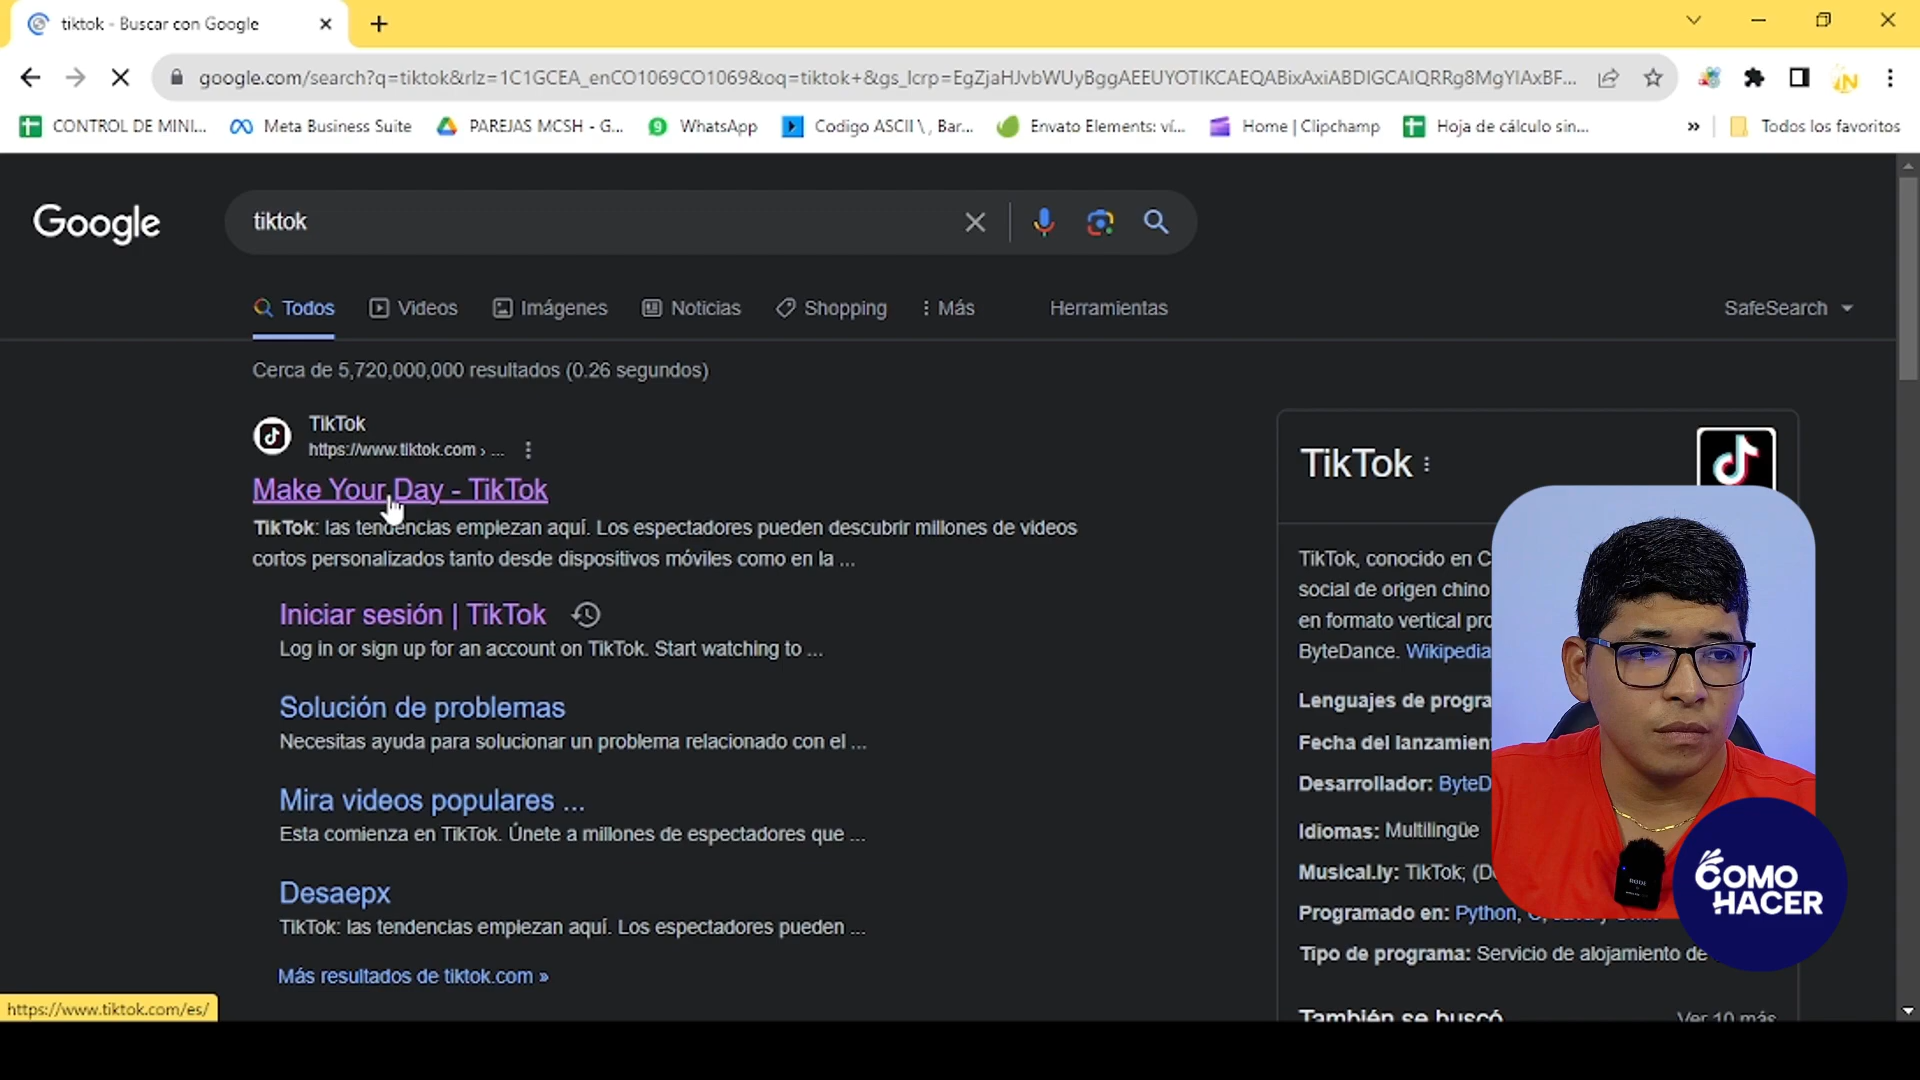 tiktok - Buscar con Google
google.com/search?q=tiktok&rlz=1C1GCEA_enCO1069CO1069&oq=tiktok+&gs_lcrp=EgZjaHJvbWUyBggAEEUYOTIKCAEQABixAxiABDIGCAIQRRg8MgYIAxBF...
CONTROL DE MINI...
Meta Business Suite
PAREJAS MCSH - G...
WhatsApp
Codigo ASCII \ , Bar...
Envato Elements: ví...
Home | Clipchamp
Hoja de cálculo sin...
»
Todos los favoritos
Google
tiktok
Todos
Videos
Imágenes
Noticias
Shopping
Más
Herramientas
SafeSearch
Cerca de 5,720,000,000 resultados (0.26 segundos)
TikTok
https://www.tiktok.com › ...
Make Your Day - TikTok
TikTok: las tendencias empiezan aquí. Los espectadores pueden descubrir millones de videos
cortos personalizados tanto desde dispositivos móviles como en la ...
Iniciar sesión | TikTok
Log in or sign up for an account on TikTok. Start watching to ...
Solución de problemas
Necesitas ayuda para solucionar un problema relacionado con el ...
Mira videos populares ...
Esta comienza en TikTok. Únete a millones de espectadores que ...
Desaepx
TikTok: las tendencias empiezan aquí. Los espectadores pueden ...
Más resultados de tiktok.com »
https://www.tiktok.com/es/
TikTok
TikTok, conocido en C
social de origen chino
en formato vertical pro
ByteDance. Wikipedia
Lenguajes de progra
Fecha del lanzamien
Desarrollador: ByteD
Idiomas: Multilingüe
Musical.ly: TikTok; (D
Programado en: Python,
Tipo de programa: Servicio de alojamiento de
También se buscó
Ver 10 más
RODE
COMO
HACER